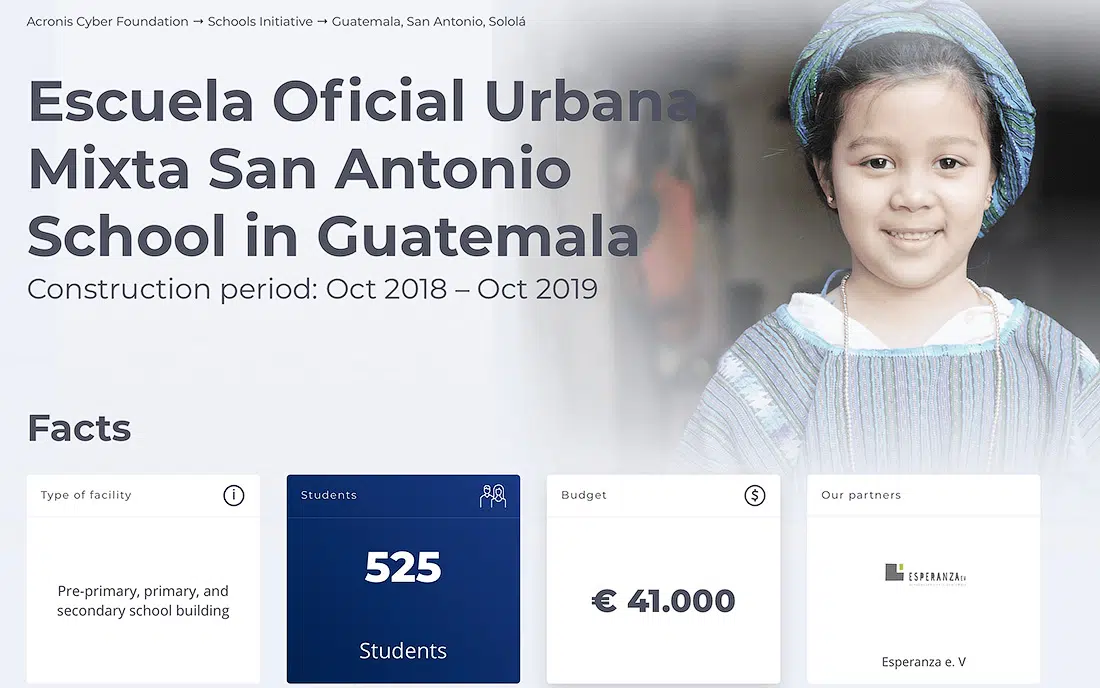 Acronis Cyber Foundation → Schools Initiative → Guatemala, San Antonio, Sololá
Escuela Oficial Urbana
Mixta San Antonio
School in Guatemala
Construction period: Oct 2018 – Oct 2019
Facts
Type of facility
Pre-primary, primary, and
secondary school building
Students
525
Students
Budget
$
€ 41.000
Our partners
ESPERANZA
Esperanza e. V